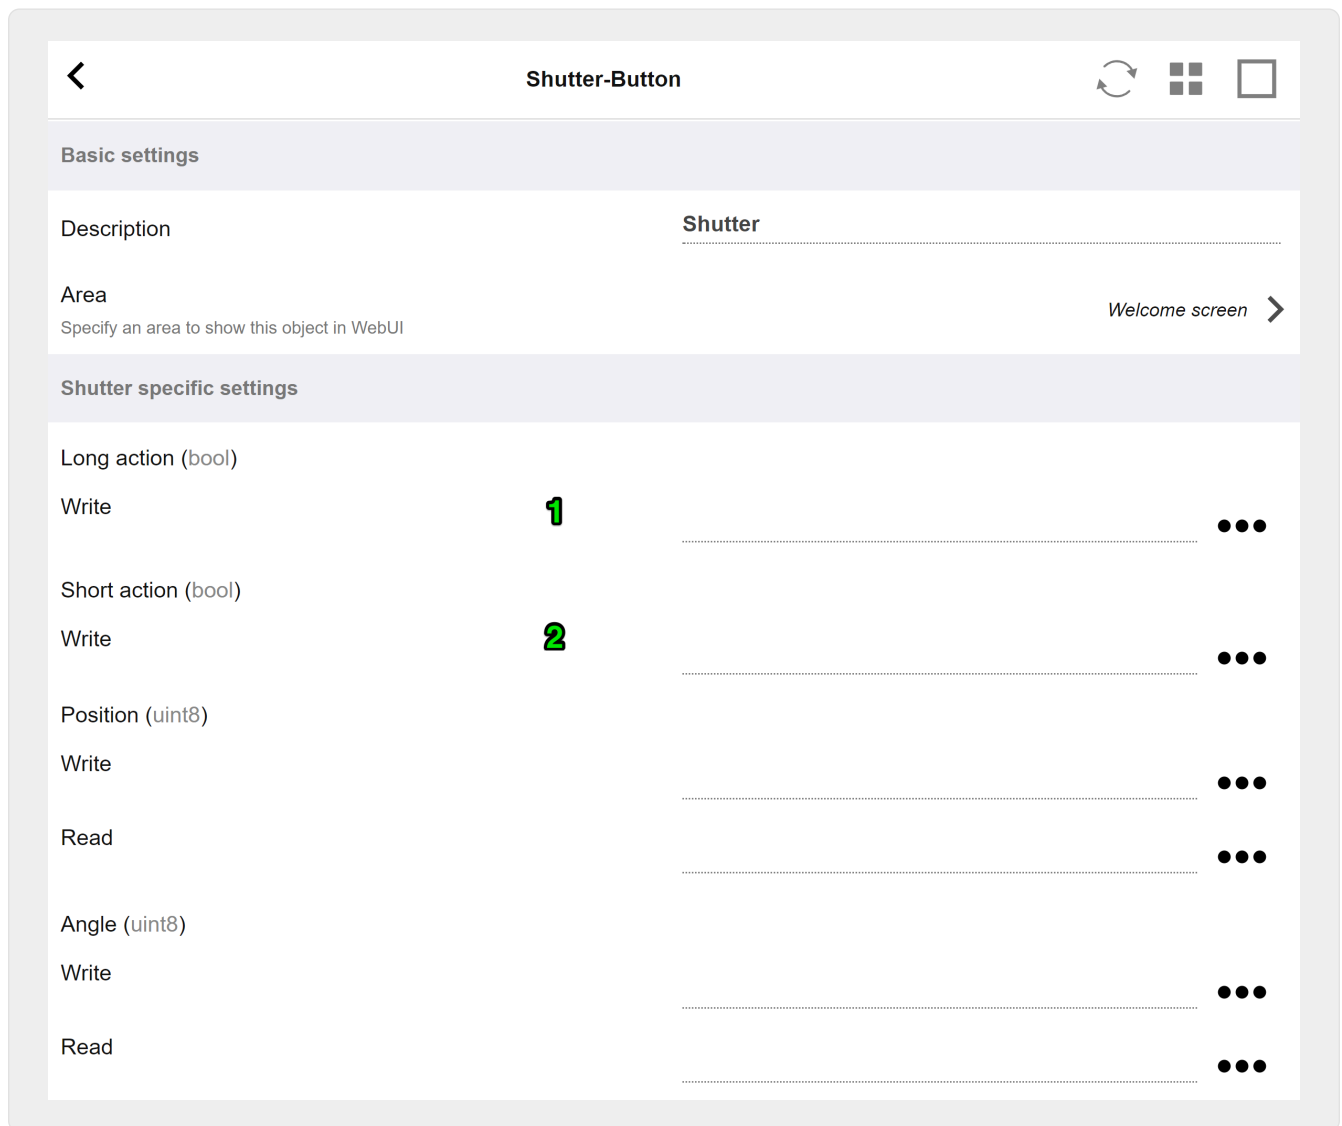 Shutter-Button
Basic settings
Description
Shutter
Area
Specify an area to show this object in WebUI
Welcome screen
Shutter specific settings
Long action (bool)
Write
1
Short action (bool)
Write
2
Position (uint8)
Write
Read
Angle (uint8)
Write
Read